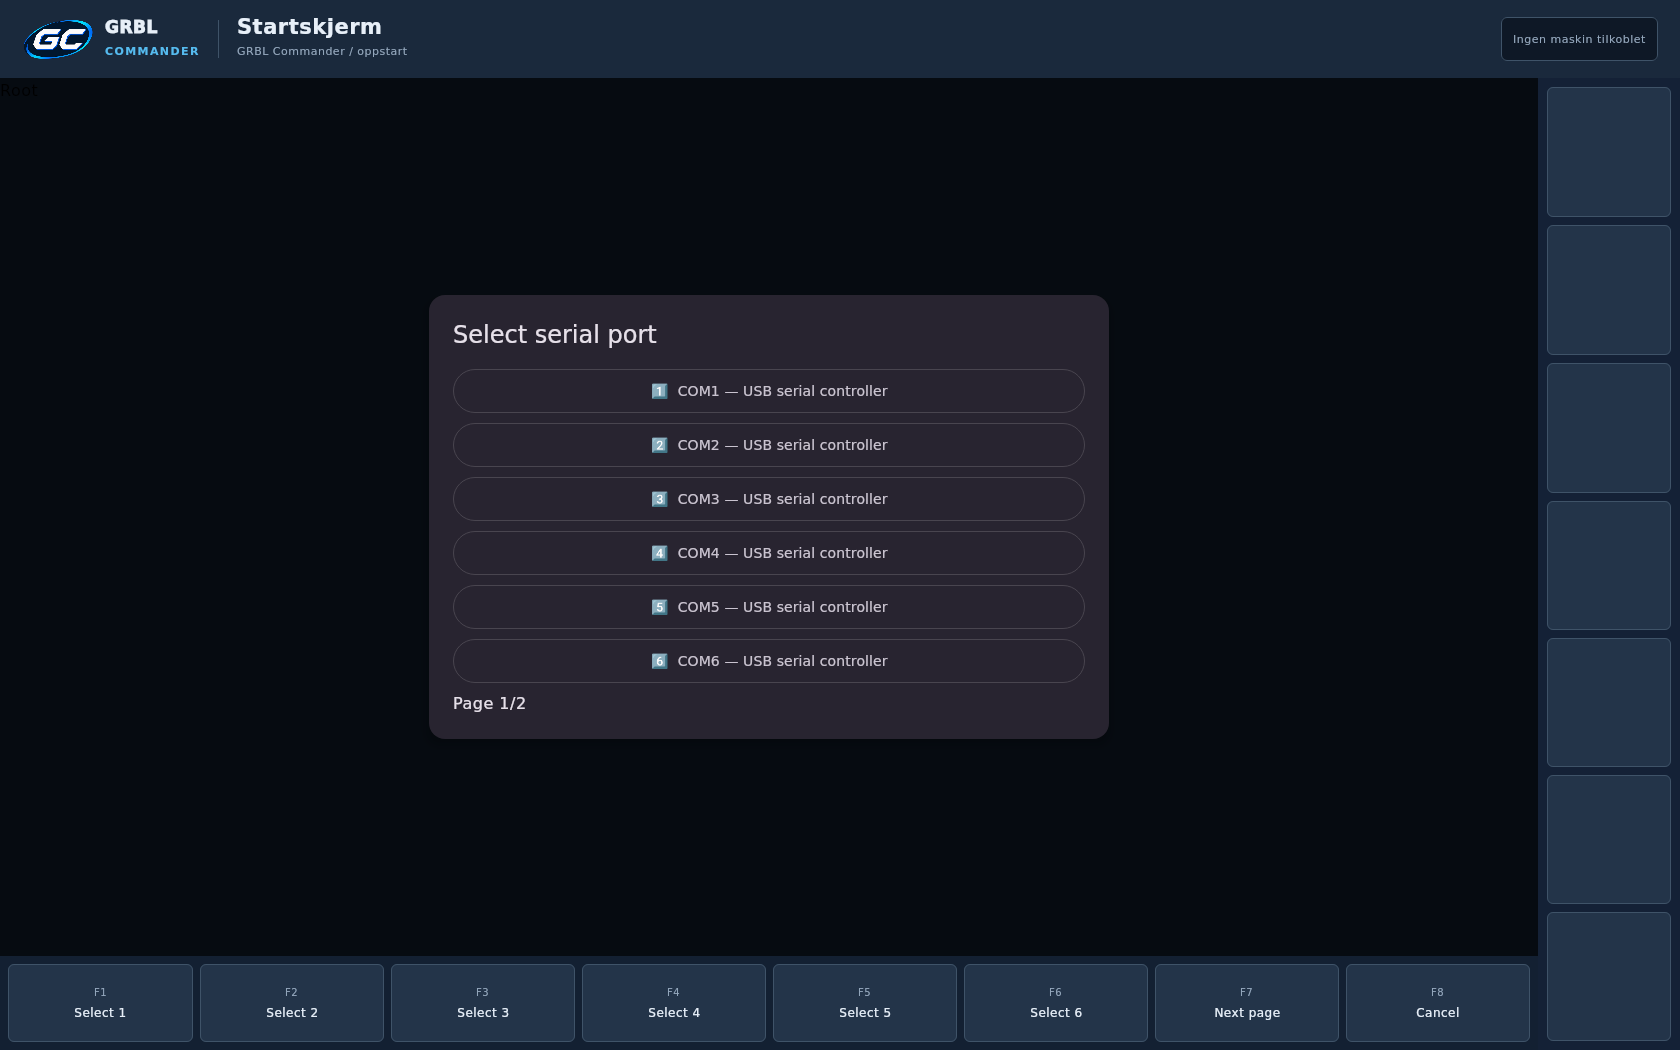 GC
GRBL
COMMANDER
Startskjerm
GRBL Commander / oppstart
Ingen maskin tilkoblet
Root
Select serial port
1 COM1 — USB serial controller
2 COM2 — USB serial controller
3 COM3 — USB serial controller
4 COM4 — USB serial controller
5 COM5 — USB serial controller
6 COM6 — USB serial controller
Page 1/2
F1
Select 1
F2
Select 2
F3
Select 3
F4
Select 4
F5
Select 5
F6
Select 6
F7
Next page
F8
Cancel